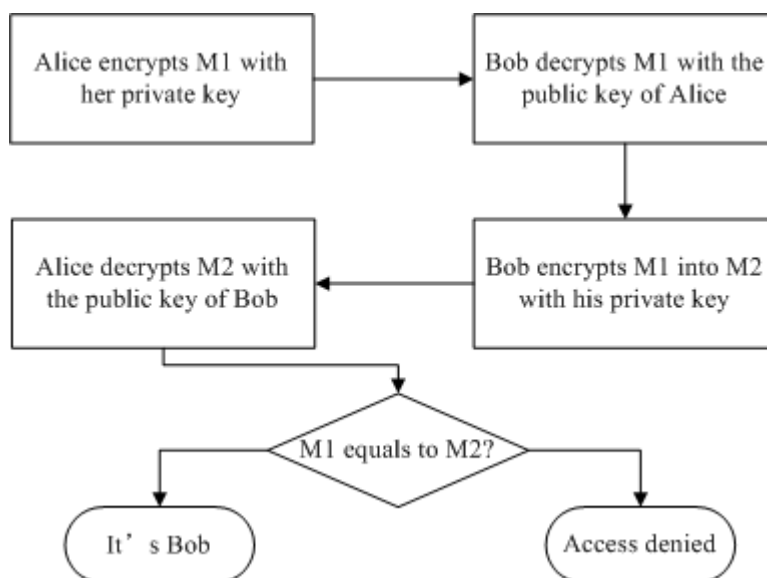 Alice encrypts M1 with
her private key
Bob decrypts M1 with the
public key of Alice
Alice decrypts M2 with
the public key of Bob
Bob encrypts M1 into M2
with his private key
M1 equals to M2?
It’s Bob
Access denied